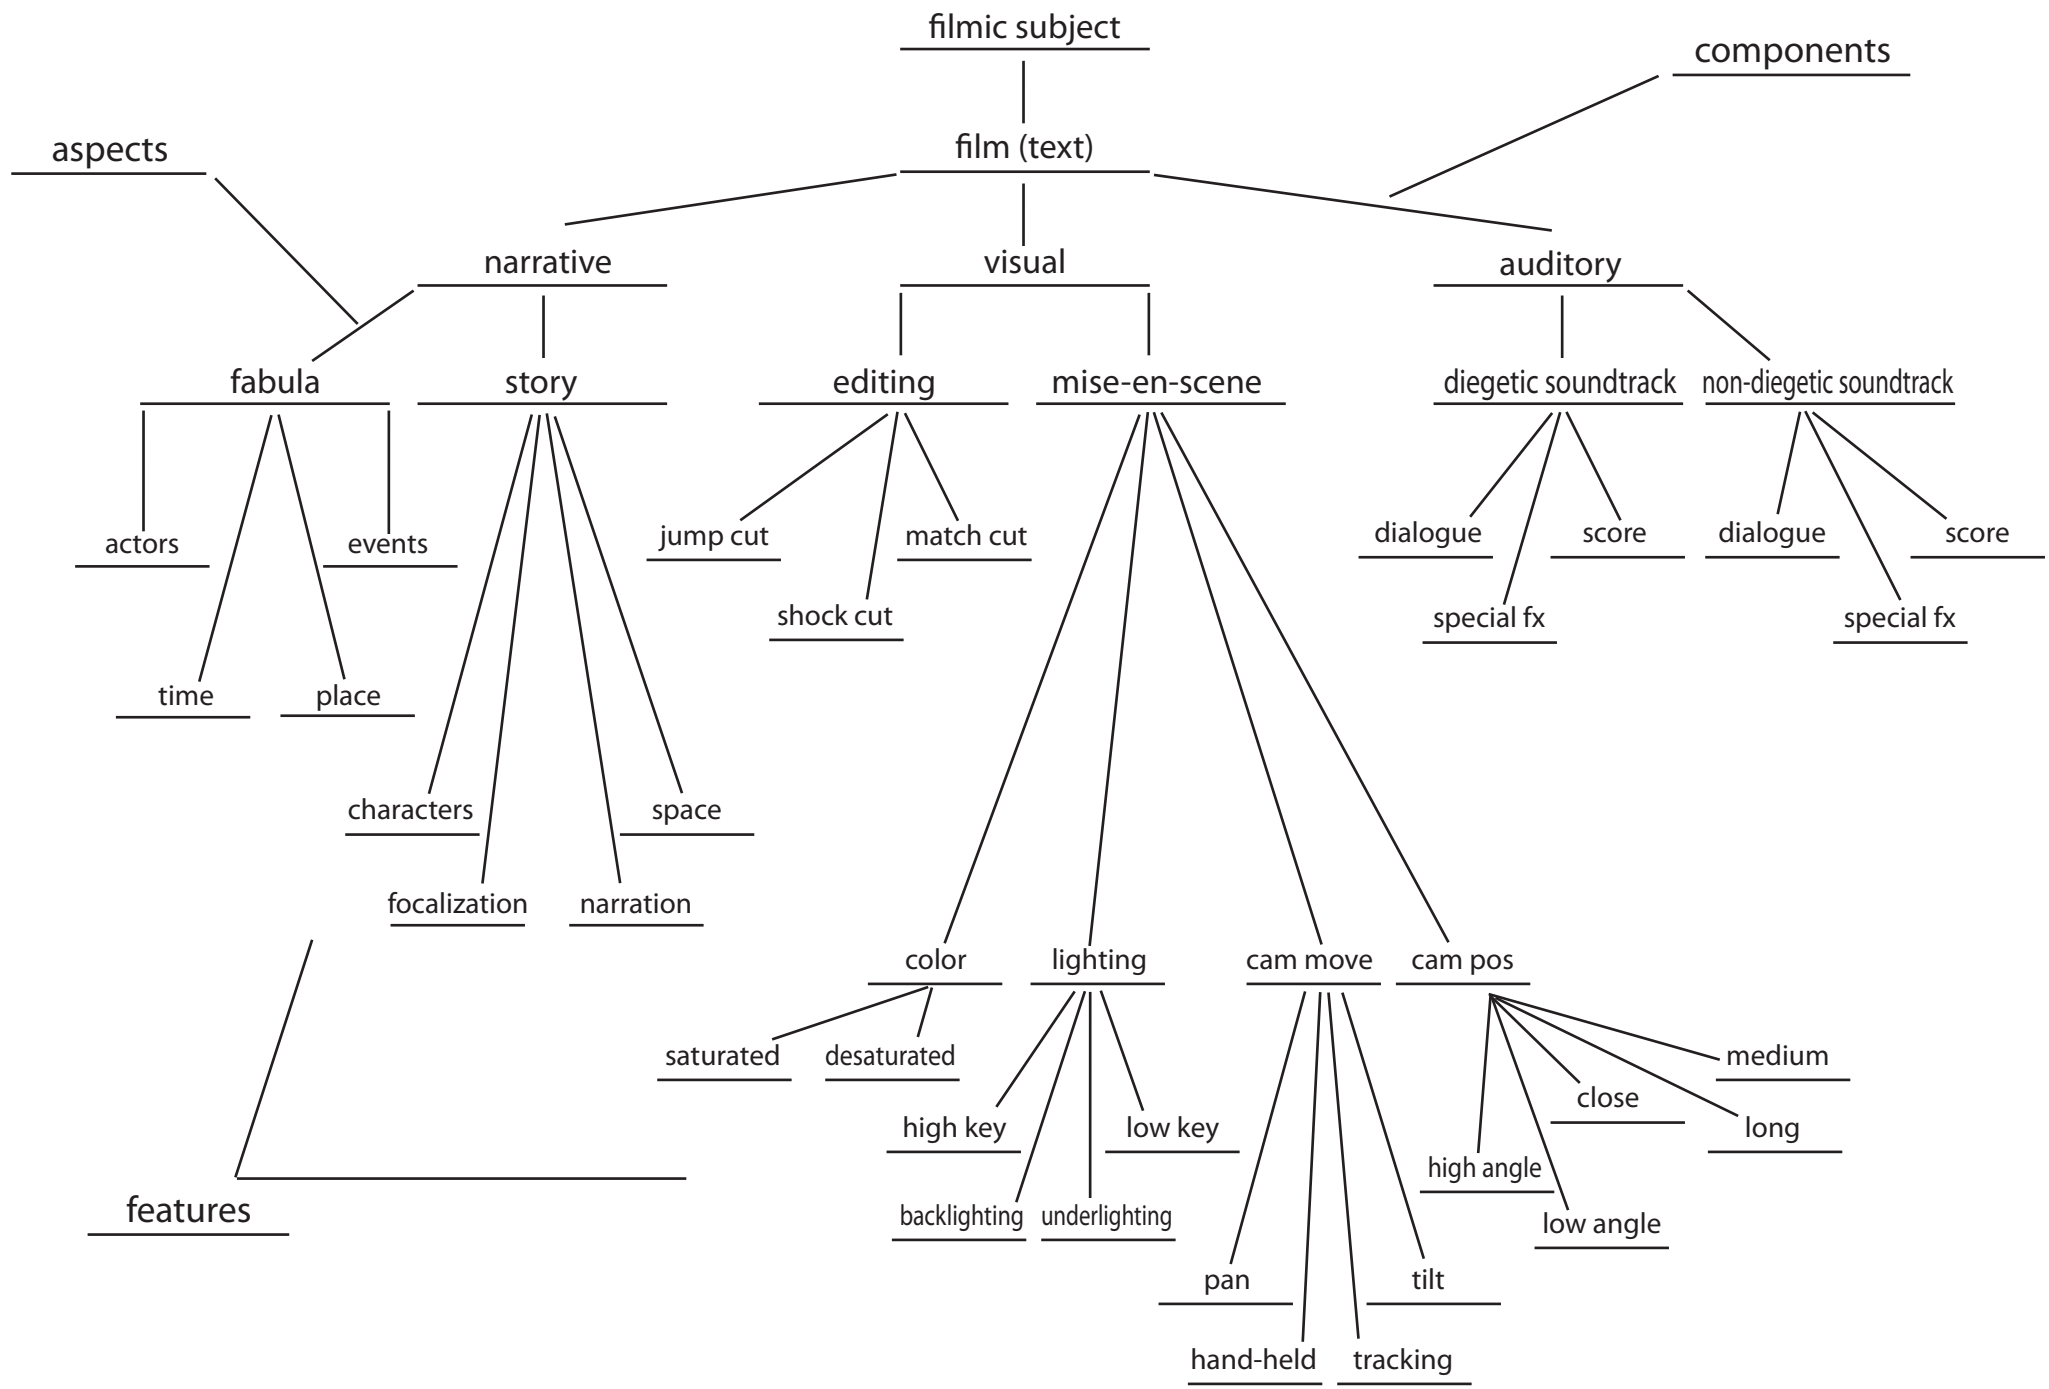 filmic subject
components
film (text)
aspects
narrative
visual
auditory
fabula
story
editing
mise-en-scene
diegetic soundtrack
non-diegetic soundtrack
actors
events
jump cut
match cut
dialogue
score
dialogue
score
shock cut
special fx
special fx
time
place
characters
space
focalization
narration
color
lighting
cam move
cam pos
saturated
desaturated
medium
close
high key
low key
long
high angle
features
backlighting
underlighting
low angle
pan
tilt
hand-held
tracking